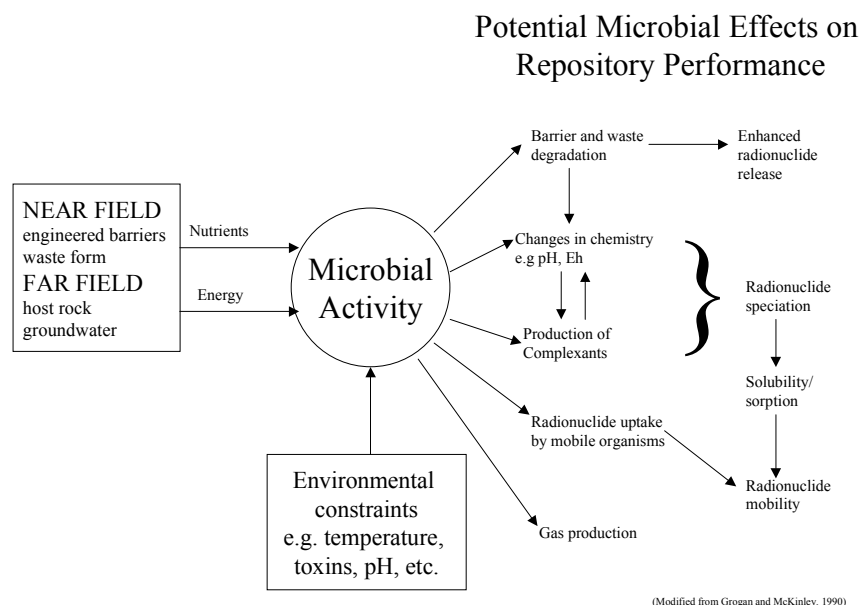 Potential Microbial Effects on
Repository Performance
NEAR FIELD
engineered barriers
waste form
FAR FIELD
host rock
groundwater
Nutrients
Energy
Microbial
Activity
Environmental
constraints
e.g. temperature,
toxins, pH, etc.
Barrier and waste
degradation
Enhanced
radionuclide
release
Changes in chemistry
e.g pH, Eh
Production of
Complexants
}
Radionuclide
speciation
Solubility/
sorption
Radionuclide uptake
by mobile organisms
Radionuclide
mobility
Gas production
(Modified from Grogan and McKinley, 1990)